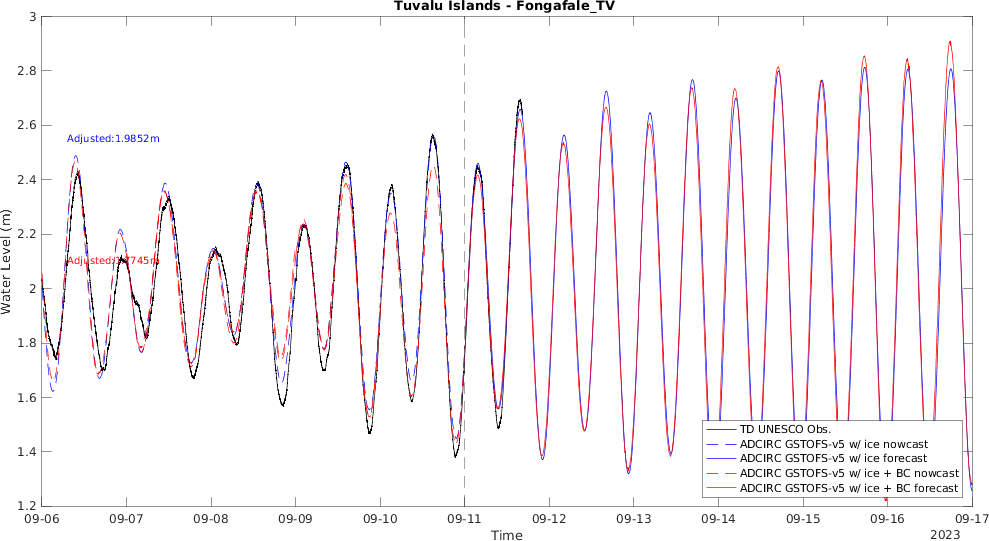 Tuvalu Islands - Fongafale_TV
3
2.8
2.6
2.4
2.2
2
1.8
1.6
1.4
1.2
Water Level (m)
Adjusted:1.9852m
TD UNESCO Obs.
ADCIRC GSTOFS-v5 w/ ice nowcast
ADCIRC GSTOFS-v5 w/ ice forecast
ADCIRC GSTOFS-v5 w/ ice + BC nowcast
ADCIRC GSTOFS-v5 w/ ice + BC forecast
09-06 09-07 09-08 09-09 09-10 09-11 09-12 09-13 09-14 09-15 09-16 09-17
Time
2023